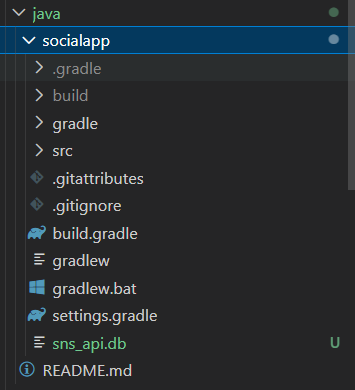 java
socialapp
.gradle
build
gradle
src
.gitattributes
.gitignore
build.gradle
gradlew
gradlew.bat
settings.gradle
sns_api.db U
README.md